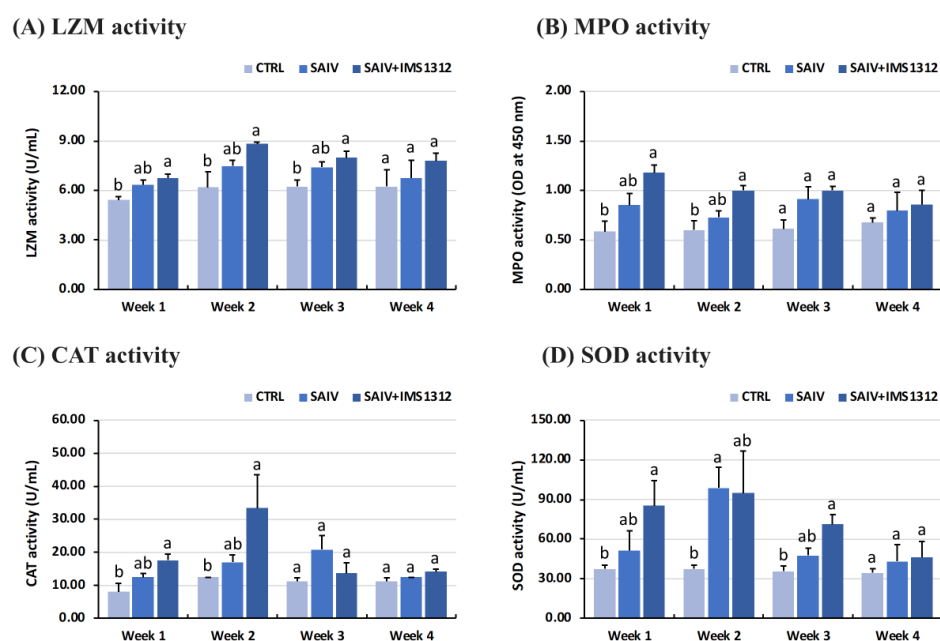 (A) LZM activity
CTRL SAIV SAIV+IMS1312
LZM activity (U/mL)
12.00
9.00
6.00
3.00
0.00
b ab a b ab a b ab a a a a
Week 1 Week 2 Week 3 Week 4
(B) MPO activity
CTRL SAIV SAIV+IMS1312
MPO activity (OD at 450 nm)
2.00
1.50
1.00
0.50
0.00
b ab a b ab a a a a a a a
Week 1 Week 2 Week 3 Week 4
(C) CAT activity
CTRL SAIV SAIV+IMS1312
CAT activity (U/mL)
60.00
50.00
40.00
30.00
20.00
10.00
0.00
b ab a b ab a a a a a a a
Week 1 Week 2 Week 3 Week 4
(D) SOD activity
CTRL SAIV SAIV+IMS1312
SOD activity (U/mL)
150.00
120.00
90.00
60.00
30.00
0.00
b ab a b a ab b ab a a a a
Week 1 Week 2 Week 3 Week 4